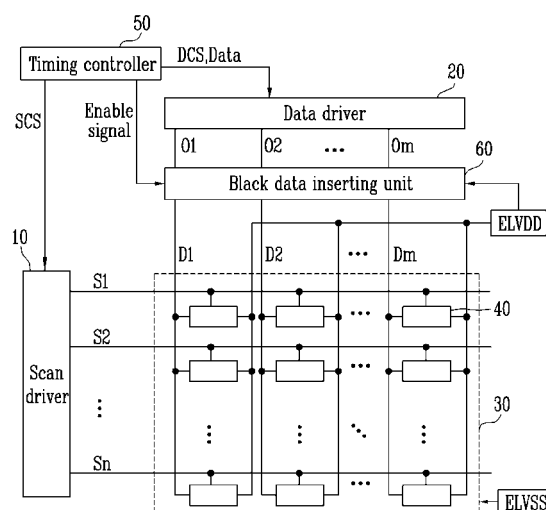 50
Timing controller
DCS,Data
20
SCS
Enable
signal
Data driver
O1 O2 ... Om
60
Black data inserting unit
ELVDD
10
D1 D2 ... Dm
S1
40
S2
Scan
driver
30
Sn
ELVSS